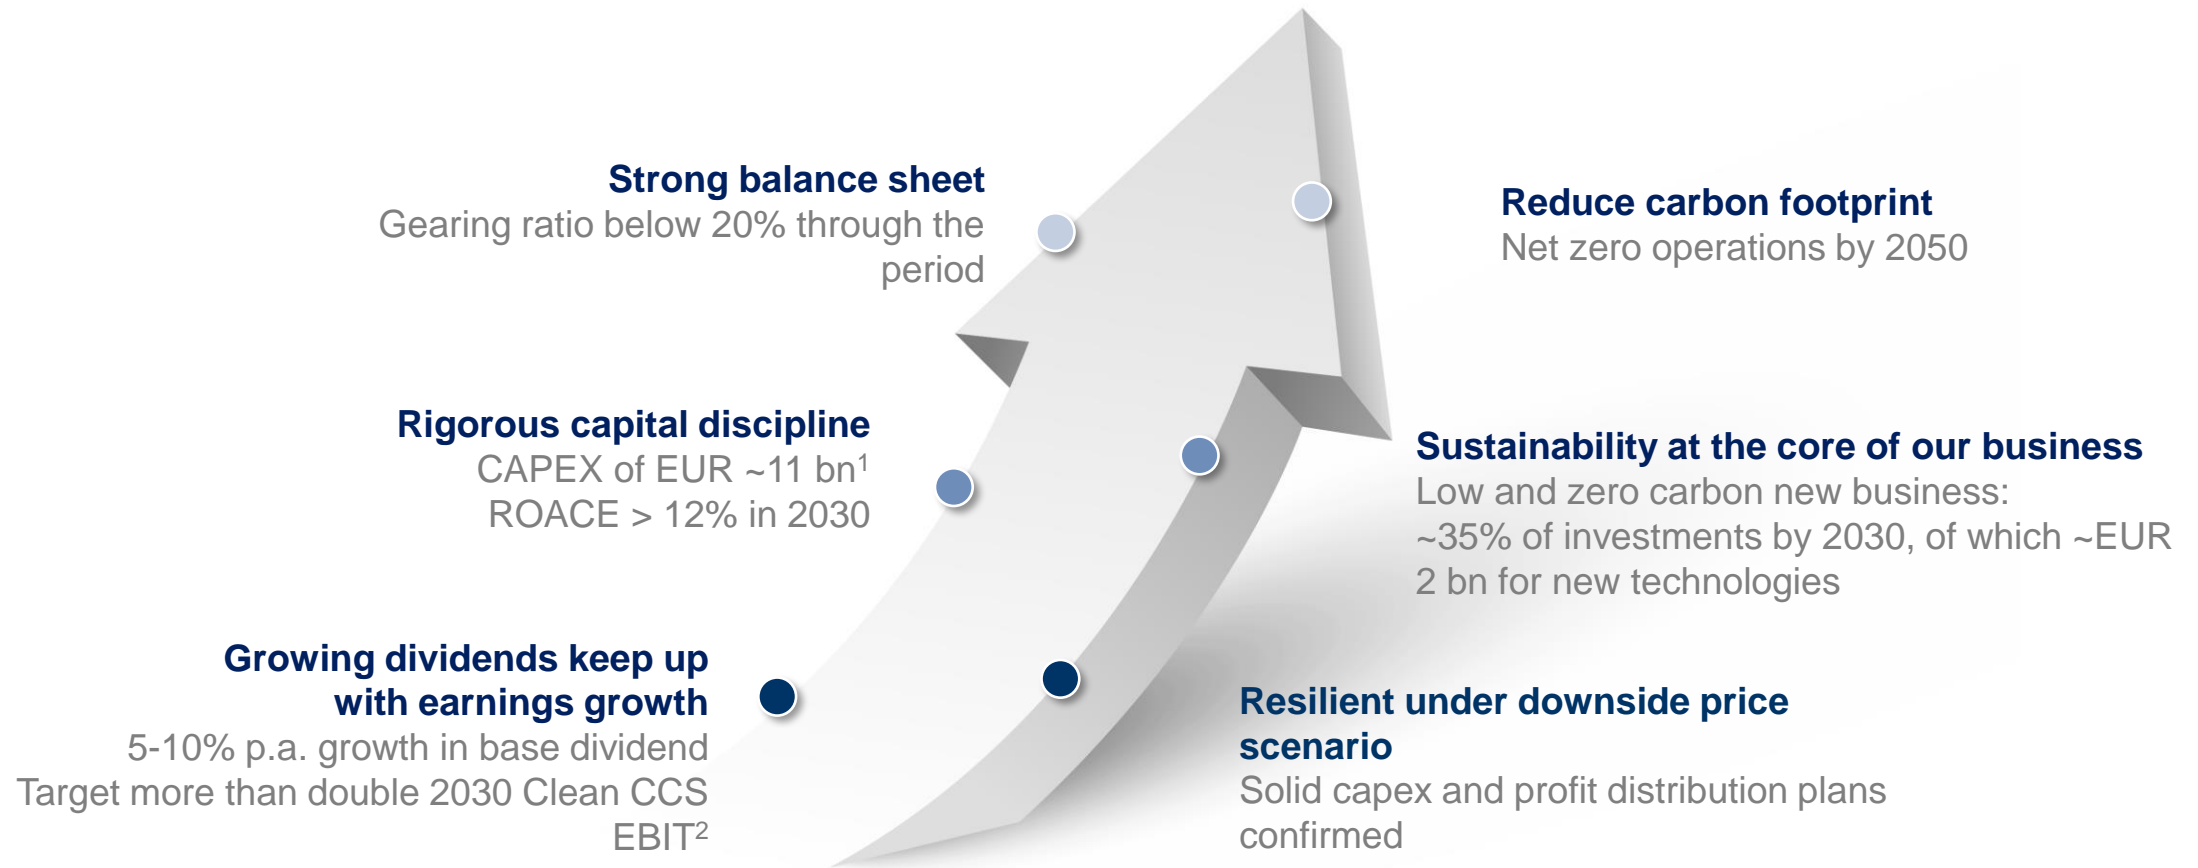 Strong balance sheet
Gearing ratio below 20% through the
period
Rigorous capital discipline
CAPEX of EUR ~11 bn¹
ROACE > 12% in 2030
Growing dividends keep up
with earnings growth
5-10% p.a. growth in base dividend
Target more than double 2030 Clean CCS
EBIT²
Reduce carbon footprint
Net zero operations by 2050
Sustainability at the core of our business
Low and zero carbon new business:
~35% of investments by 2030, of which ~EUR
2 bn for new technologies
Resilient under downside price
scenario
Solid capex and profit distribution plans
confirmed